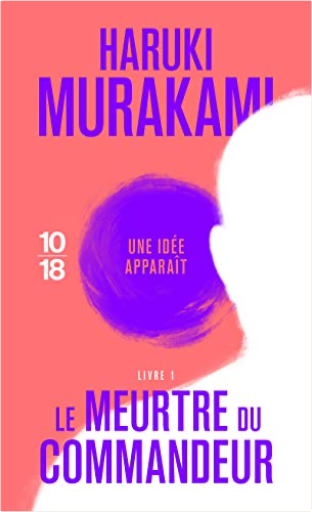 HARUKI
MURAKAMI
10
18
UNE IDÉE
APPARAÎT
LIVRE 1
LE MEURTRE DU
COMMANDEUR